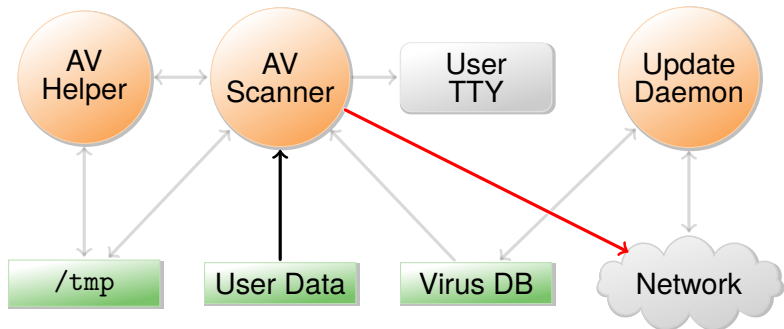 AV
Helper
AV
Scanner
User
TTY
Update
Daemon
/tmp
User Data
Virus DB
Network